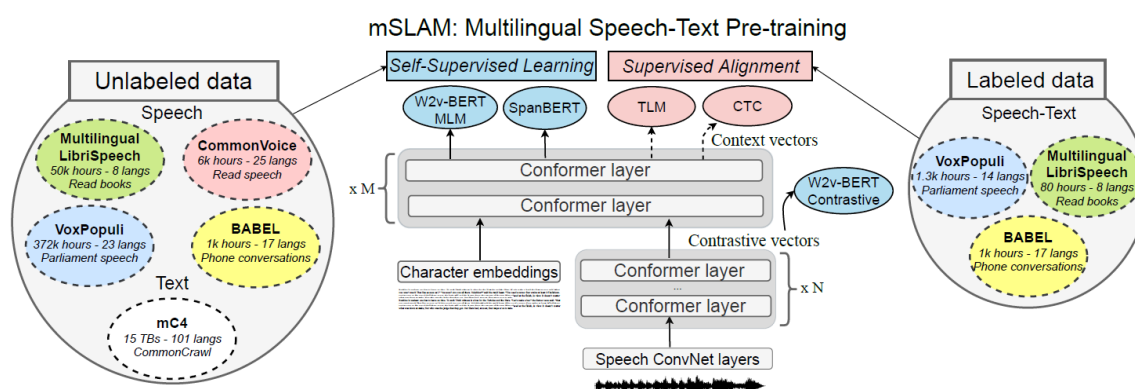 mSLAM: Multilingual Speech-Text Pre-training
Unlabeled data
Speech
Multilingual
LibriSpeech
50k hours - 8 langs
Read books
CommonVoice
6k hours - 25 langs
Read speech
VoxPopuli
372k hours - 23 langs
Parliament speech
BABEL
1k hours - 17 langs
Phone conversations
Text
mC4
15 TBs - 101 langs
CommonCrawl
Self-Supervised Learning
Supervised Alignment
W2v-BERT
MLM
SpanBERT
TLM
CTC
Context vectors
x M
Conformer layer
Conformer layer
W2v-BERT
Contrastive
Contrastive vectors
Character embeddings
Conformer layer
...
Conformer layer
x N
Speech ConvNet layers
Labeled data
Speech-Text
VoxPopuli
1.3k hours - 14 langs
Parliament speech
Multilingual
LibriSpeech
80 hours - 8 langs
Read books
BABEL
1k hours - 17 langs
Phone conversations